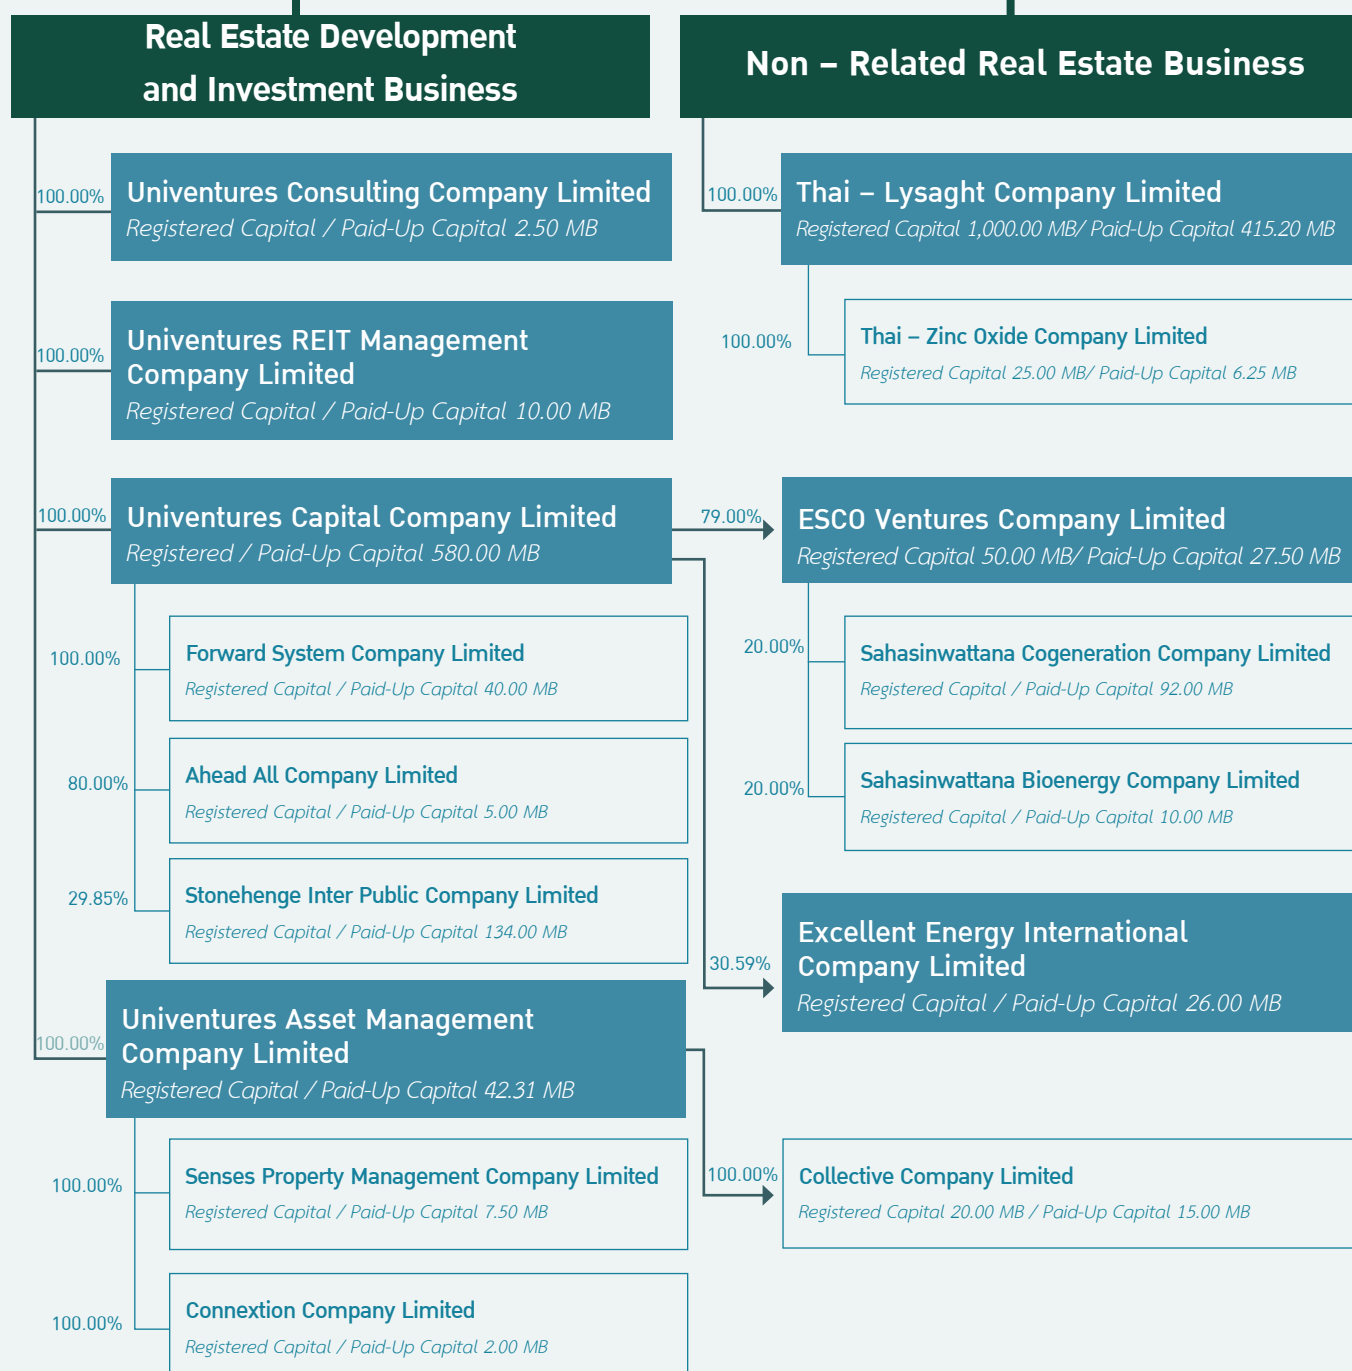 Real Estate Development
and Investment Business
100.00%
Univentures Consulting Company Limited
Registered Capital / Paid-Up Capital 2.50 MB
100.00%
Univentures REIT Management
Company Limited
Registered Capital / Paid-Up Capital 10.00 MB
100.00%
Univentures Capital Company Limited
Registered / Paid-Up Capital 580.00 MB
100.00%
Forward System Company Limited
Registered Capital / Paid-Up Capital 40.00 MB
80.00%
Ahead All Company Limited
Registered Capital / Paid-Up Capital 5.00 MB
29.85%
Stonehenge Inter Public Company Limited
Registered Capital / Paid-Up Capital 134.00 MB
100.00%
Univentures Asset Management
Company Limited
Registered Capital / Paid-Up Capital 42.31 MB
100.00%
Senses Property Management Company Limited
Registered Capital / Paid-Up Capital 7.50 MB
100.00%
Connextion Company Limited
Registered Capital / Paid-Up Capital 2.00 MB
Non – Related Real Estate Business
100.00%
Thai – Lysaght Company Limited
Registered Capital 1,000.00 MB/ Paid-Up Capital 415.20 MB
100.00%
Thai – Zinc Oxide Company Limited
Registered Capital 25.00 MB/ Paid-Up Capital 6.25 MB
79.00%
ESCO Ventures Company Limited
Registered Capital 50.00 MB/ Paid-Up Capital 27.50 MB
20.00%
Sahasinwattana Cogeneration Company Limited
Registered Capital / Paid-Up Capital 92.00 MB
20.00%
Sahasinwattana Bioenergy Company Limited
Registered Capital / Paid-Up Capital 10.00 MB
30.59%
Excellent Energy International
Company Limited
Registered Capital / Paid-Up Capital 26.00 MB
100.00%
Collective Company Limited
Registered Capital 20.00 MB / Paid-Up Capital 15.00 MB